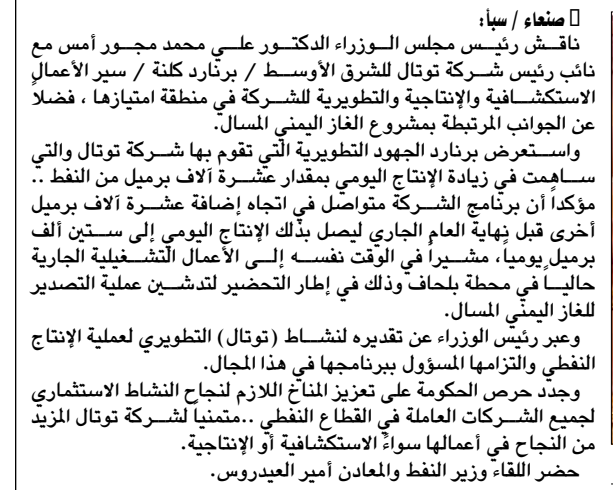 صنعاء / سبأ:
ناقش رئيس مجلس الوزراء الدكتور علي محمد مجور أمس مع
نائب رئيس شركة توتال للشرق الأوسط / برنارد كلنة / سير الأعمال
الاستكشافية والإنتاجية والتطويرية للشركة في منطقة امتيازها ، فضلا
عن الجوانب المرتبطة بمشروع الغاز اليمني المسال.
واستعرض برنارد الجهود التطويرية التي تقوم بها شركة توتال والتي
ساهمت في زيادة الإنتاج اليومي بمقدار عشرة آلاف برميل من النفط ..
مؤكداً أن برنامج الشركة متواصل في اتجاه إضافة عشرة آلاف برميل
أخرى قبل نهاية العام الجاري ليصل بذلك الإنتاج اليومي إلى ستين ألف
برميل يومياً، مشيراً في الوقت نفسه إلى الأعمال التشغيلية الجارية
حاليا في محطة بلحاف وذلك في إطار التحضير لتدشين عملية التصدير
للغاز اليمني المسال.
وعبر رئيس الوزراء عن تقديره لنشاط (توتال) التطويري لعملية الإنتاج
النفطي والتزامها المسؤول ببرنامجها في هذا المجال.
وجدد حرص الحكومة على تعزيز المناخ اللازم لنجاح النشاط الاستثماري
لجميع الشركات العاملة في القطاع النفطي ..متمنيا لشركة توتال المزيد
من النجاح في أعمالها سواءً الاستكشافية أو الإنتاجية.
حضر اللقاء وزير النفط والمعادن أمير العيدروس.